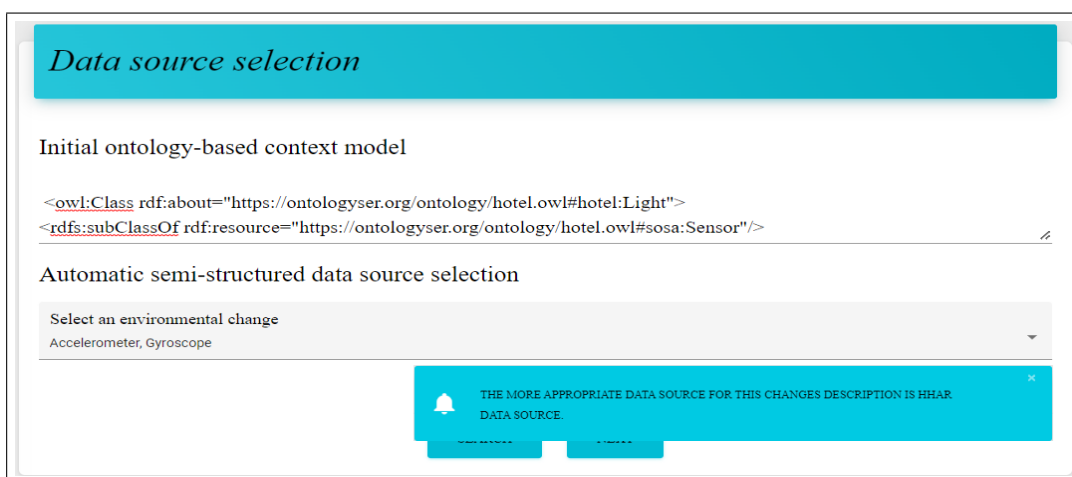 Data source selection
Initial ontology-based context model
<owl:Class rdf:about="https://ontologyser.org/ontology/hotel.owl#hotel:Light">
<rdfs:subClassOf rdf:resource="https://ontologyser.org/ontology/hotel.owl#sosa:Sensor"/>
Automatic semi-structured data source selection
Select an environmental change
Accelerometer, Gyroscope
×
THE MORE APPROPRIATE DATA SOURCE FOR THIS CHANGES DESCRIPTION IS HHAR
DATA SOURCE.